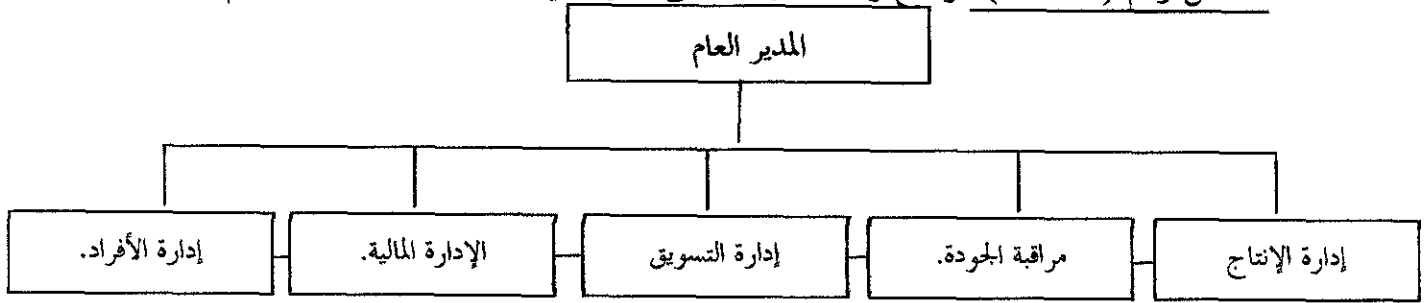 المدير العام
إدارة الإنتاج
مراقبة الجودة.
إدارة التسويق
الإدارة المالية.
إدارة الأفراد.